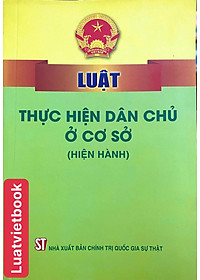 LUẬT
THỰC HIỆN DÂN CHỦ
Ở CƠ SỞ
(HIỆN HÀNH)
Luatvietbook
ST NHÀ XUẤT BẢN CHÍNH TRỊ QUỐC GIA SỰ THẬT